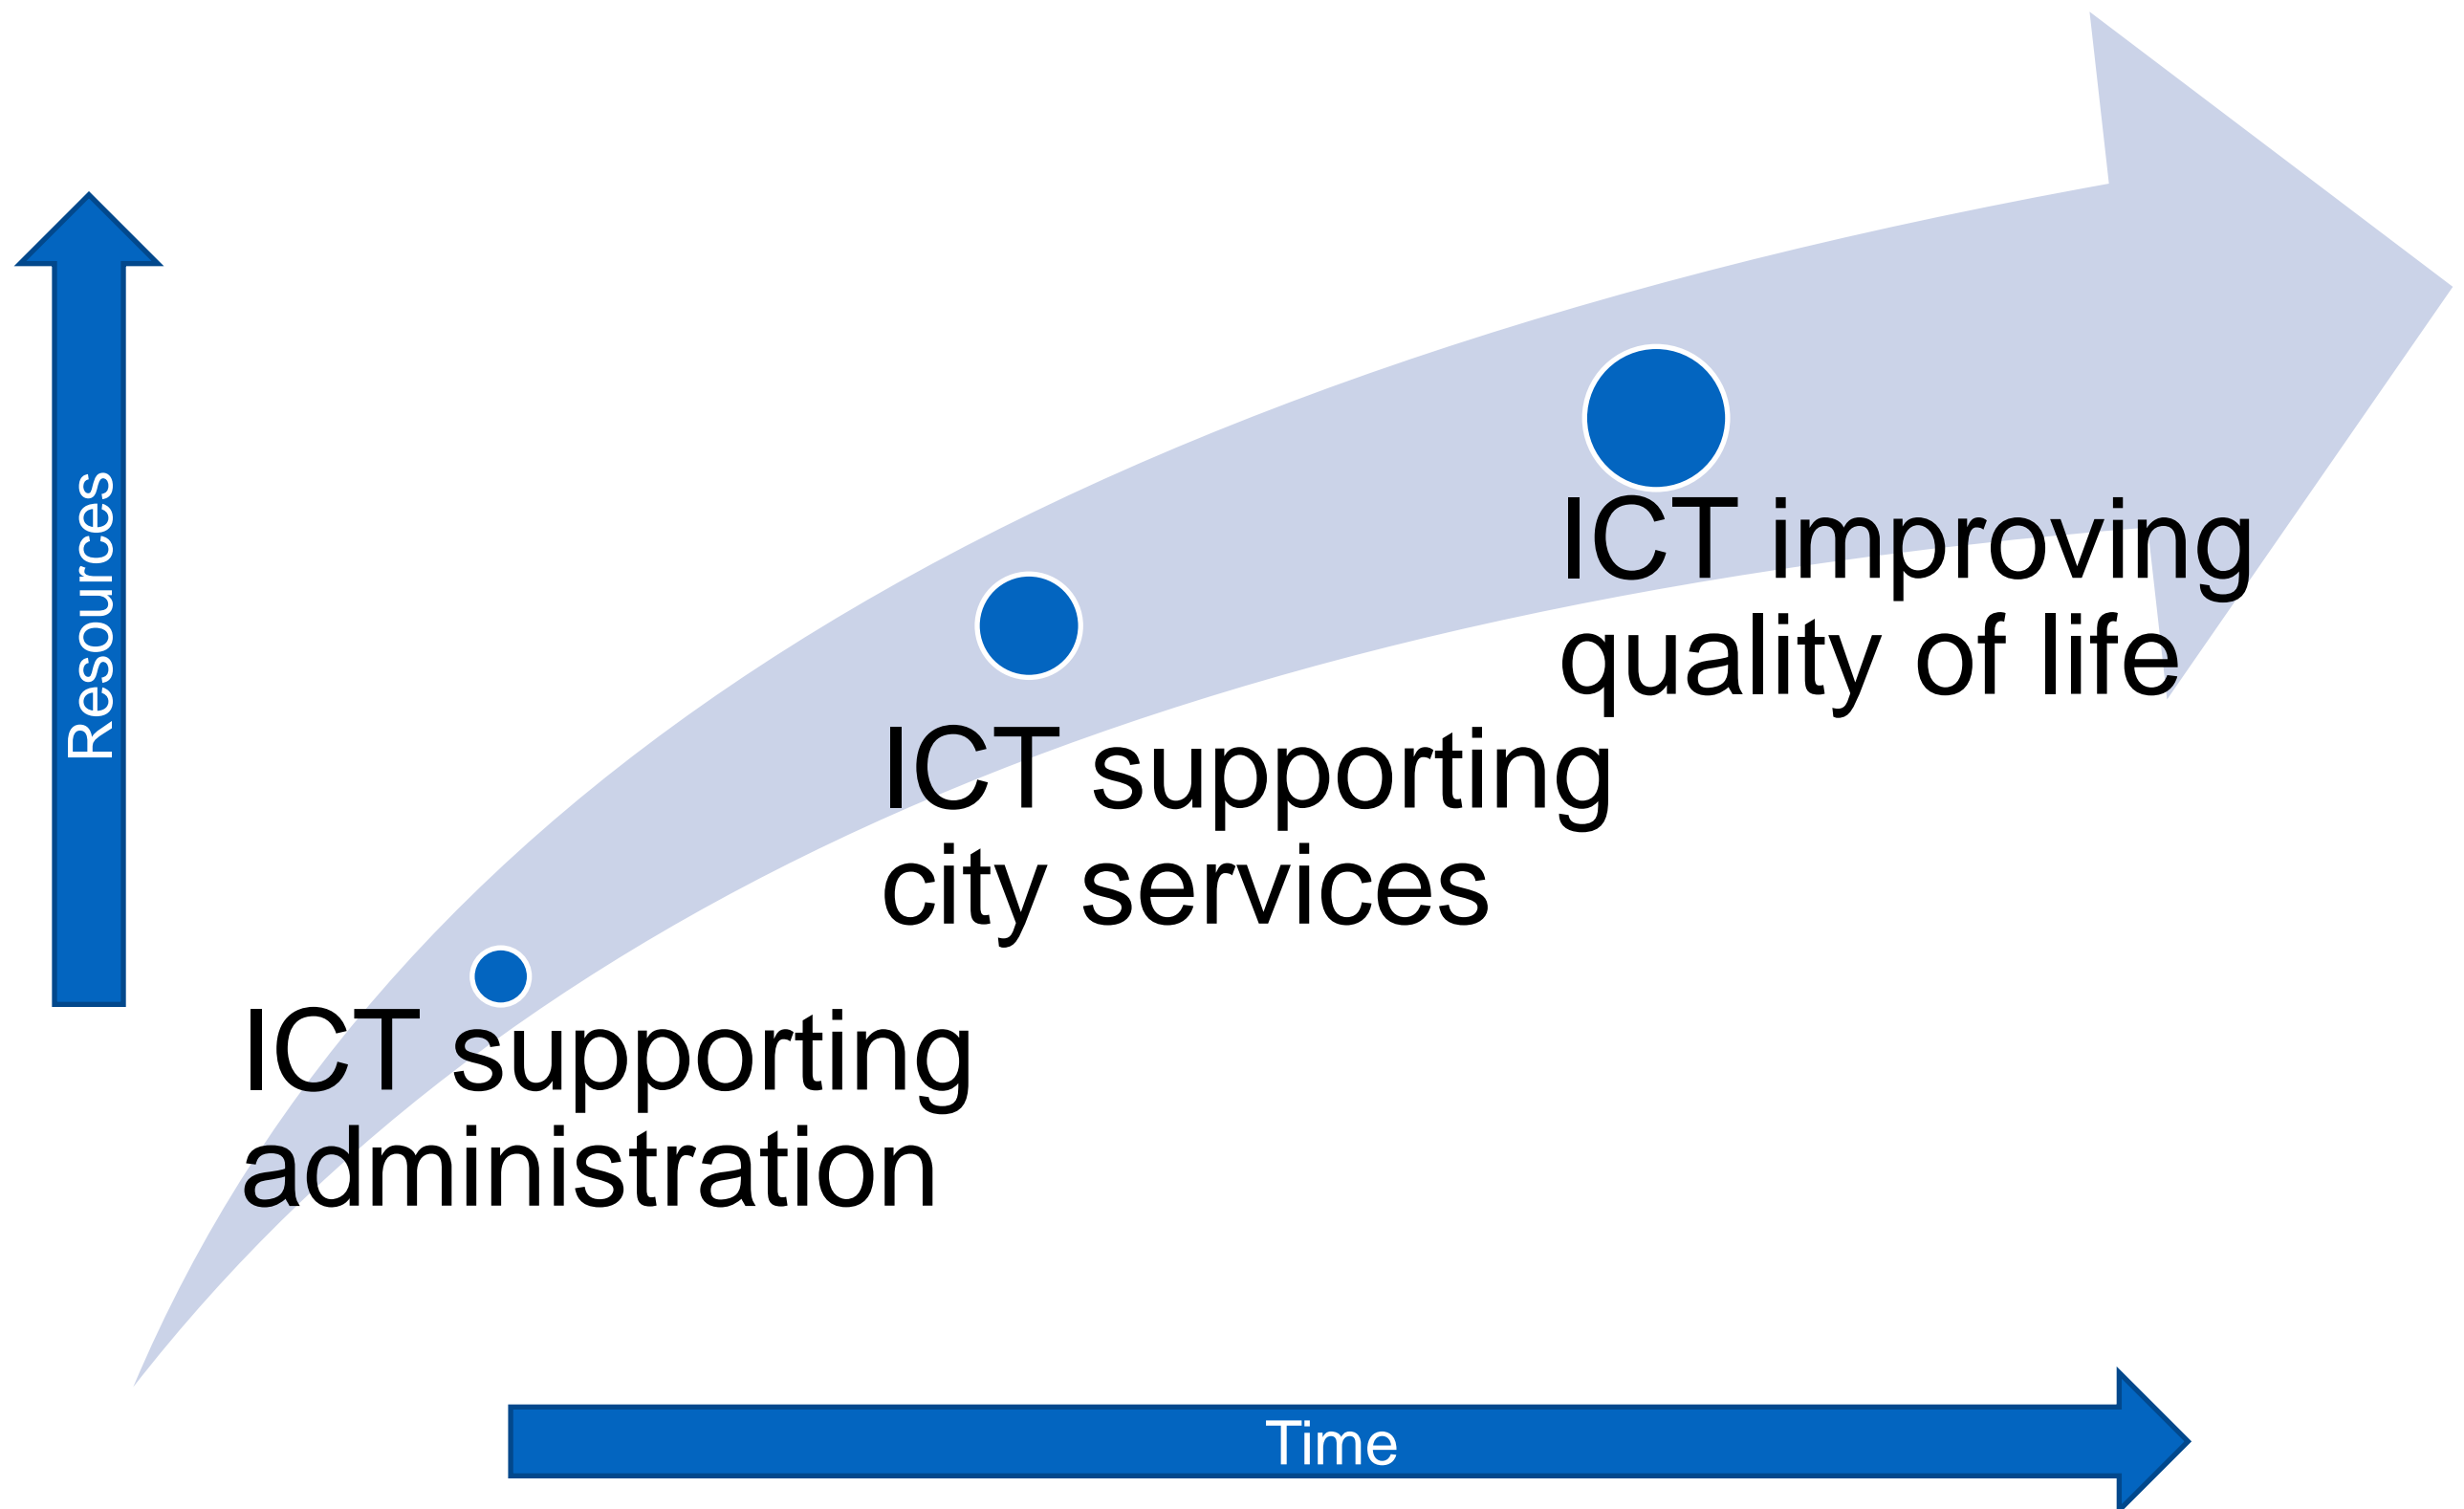 Resources
ICT improving
quality of life
ICT supporting
city services
ICT supporting
administration
Time